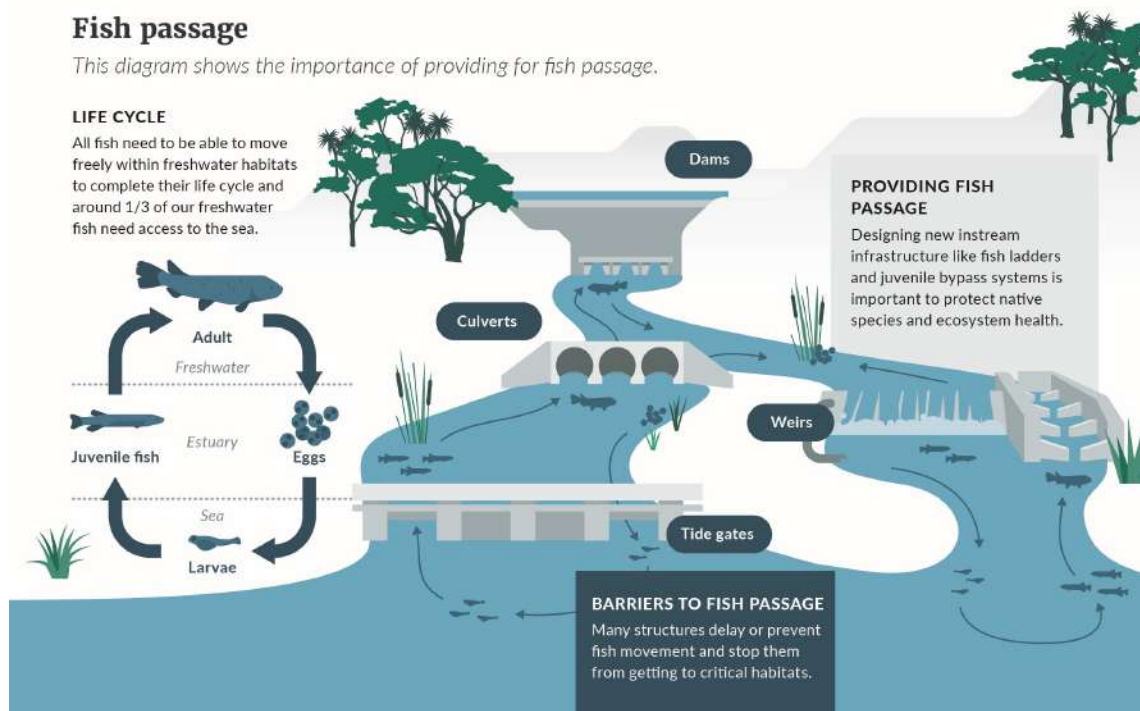 Fish passage
This diagram shows the importance of providing for fish passage.
LIFE CYCLE
All fish need to be able to move
freely within freshwater habitats
to complete their life cycle and
around 1/3 of our freshwater
fish need access to the sea.
Adult
Freshwater
Juvenile fish
Estuary
Eggs
Sea
Larvae
Dams
Culverts
PROVIDING FISH
PASSAGE
Designing new instream
infrastructure like fish ladders
and juvenile bypass systems is
important to protect native
species and ecosystem health.
Weirs
Tide gates
BARRIERS TO FISH PASSAGE
Many structures delay or prevent
fish movement and stop them
from getting to critical habitats.